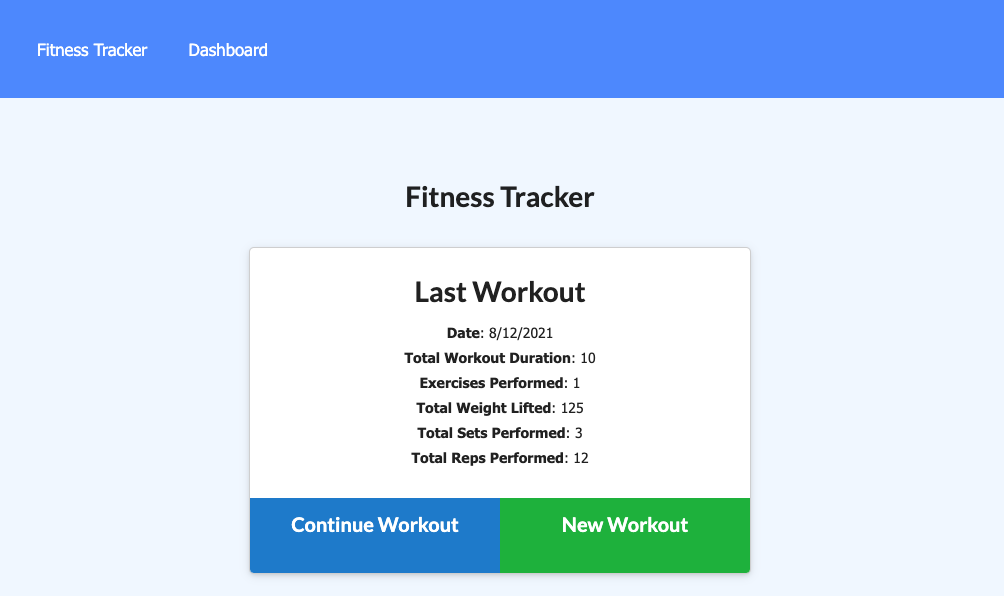 Fitness Tracker Dashboard
Fitness Tracker
Last Workout
Date: 8/12/2021
Total Workout Duration: 10
Exercises Performed: 1
Total Weight Lifted: 125
Total Sets Performed: 3
Total Reps Performed: 12
Continue Workout New Workout